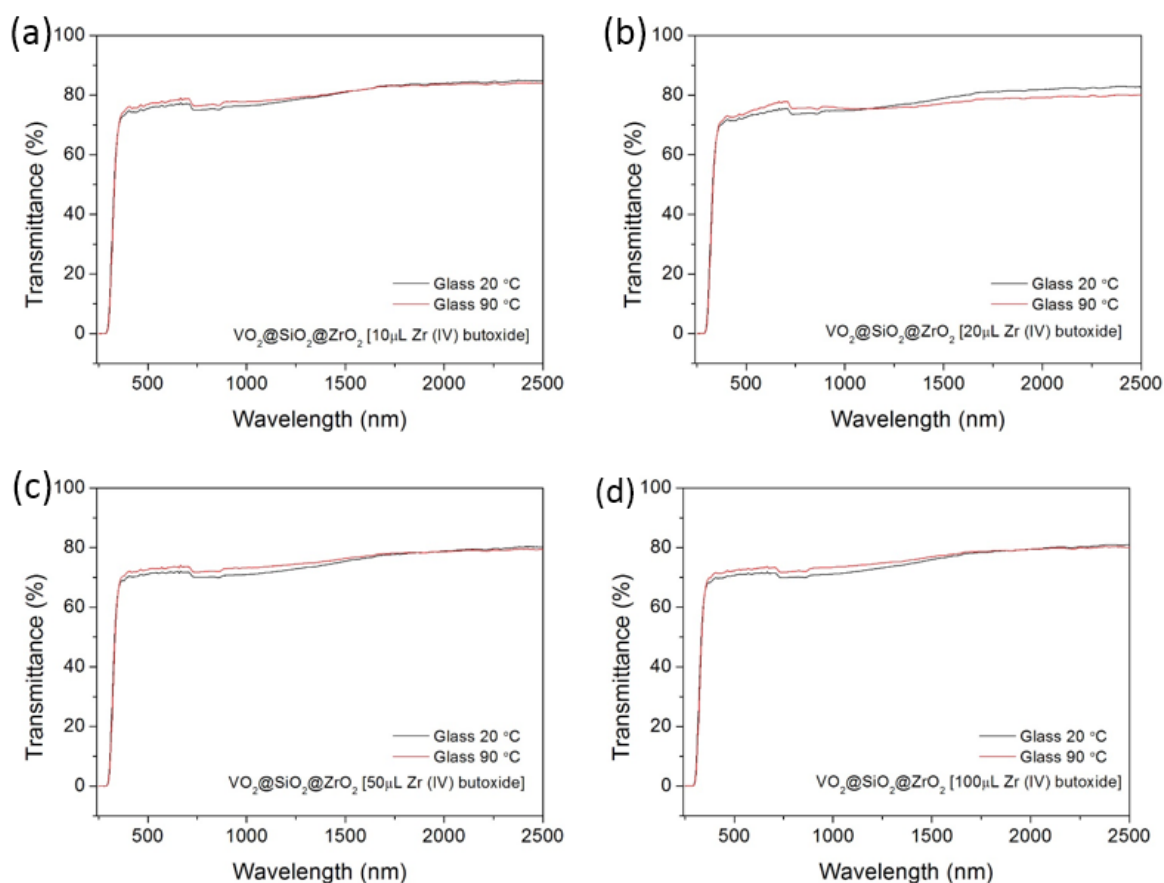 (a)
100
80
60
40
20
0
Transmittance (%)
Glass 20 °C
Glass 90 °C
VO₂@SiO₂@ZrO₂ [10μL Zr (IV) butoxide]
500 1000 1500 2000 2500
Wavelength (nm)
(b)
100
80
60
40
20
0
Transmittance (%)
Glass 20 °C
Glass 90 °C
VO₂@SiO₂@ZrO₂ [20μL Zr (IV) butoxide]
500 1000 1500 2000 2500
Wavelength (nm)
(c)
100
80
60
40
20
0
Transmittance (%)
Glass 20 °C
Glass 90 °C
VO₂@SiO₂@ZrO₂ [50μL Zr (IV) butoxide]
500 1000 1500 2000 2500
Wavelength (nm)
(d)
100
80
60
40
20
0
Transmittance (%)
Glass 20 °C
Glass 90 °C
VO₂@SiO₂@ZrO₂ [100μL Zr (IV) butoxide]
500 1000 1500 2000 2500
Wavelength (nm)